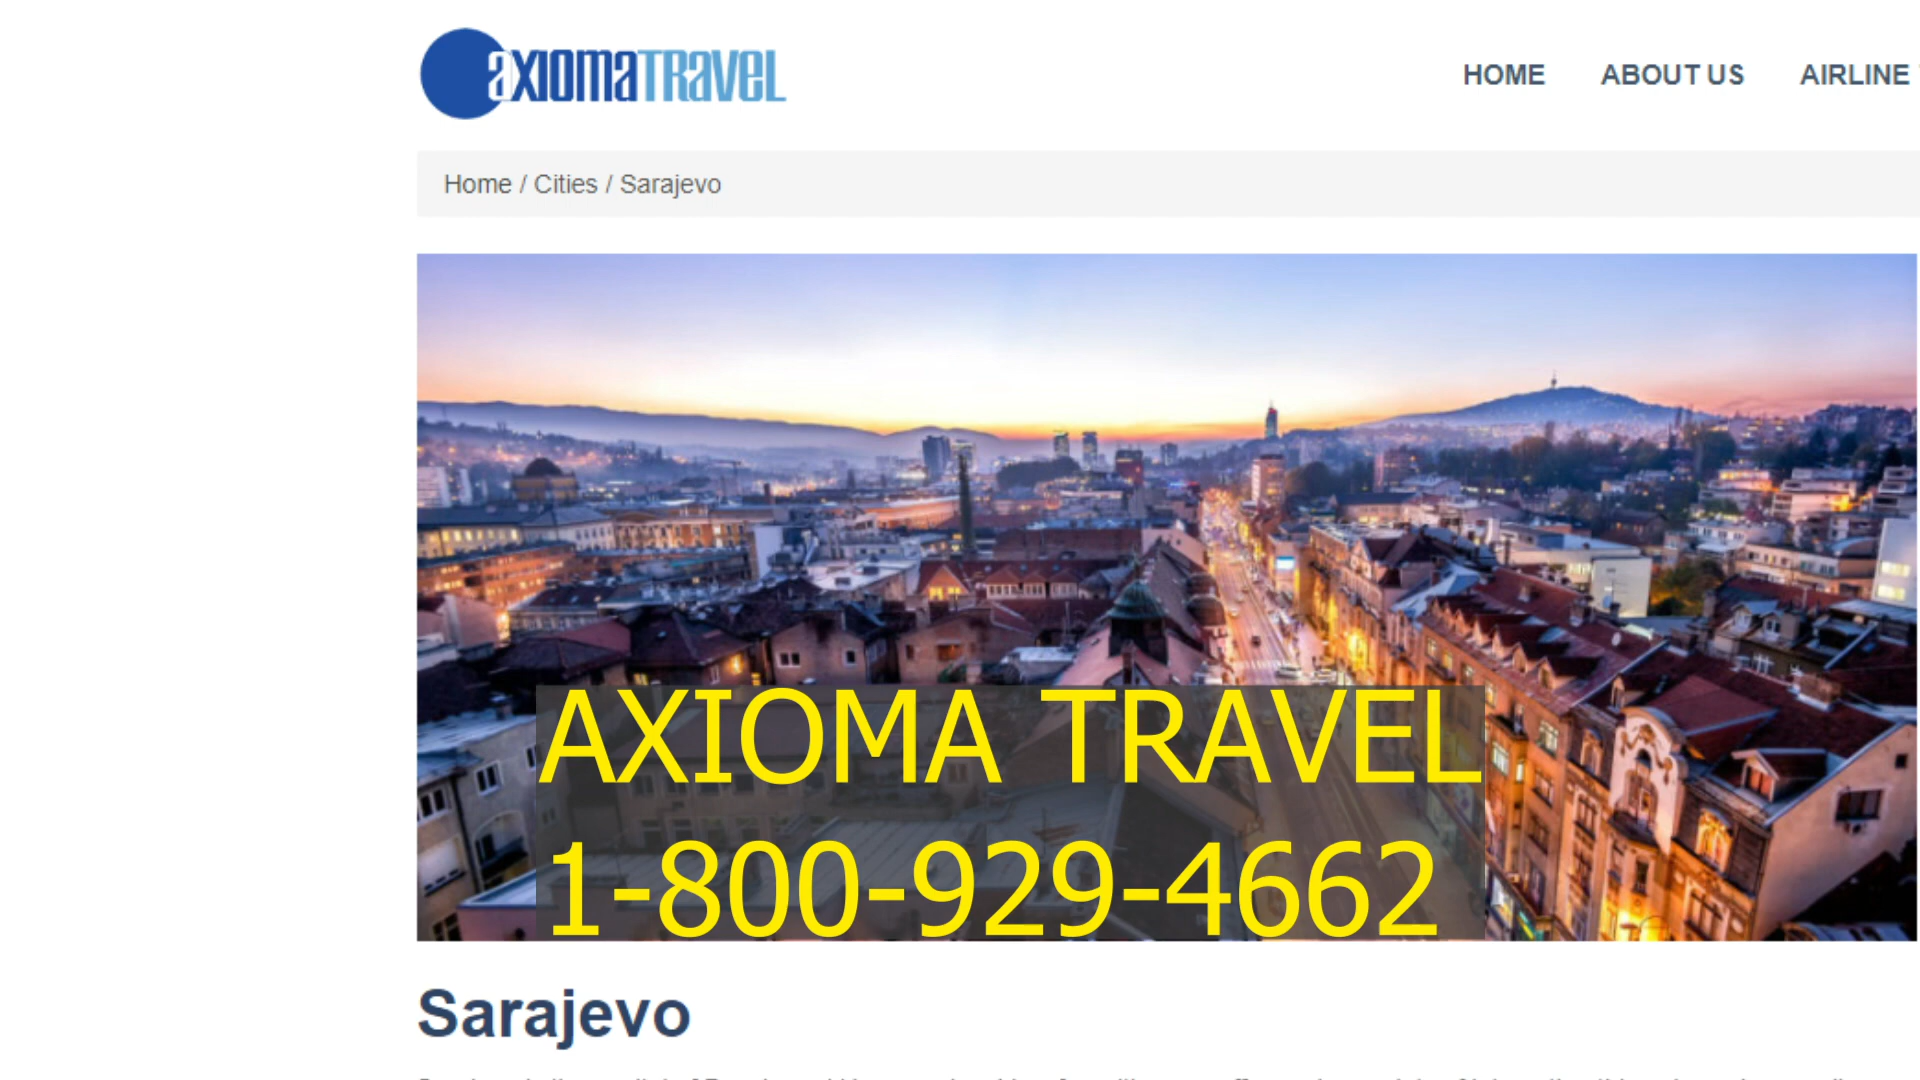 axiomaTRAVEL
HOME ABOUT US AIRLINE
Home / Cities / Sarajevo
AXIOMA TRAVEL
1-800-929-4662
Sarajevo